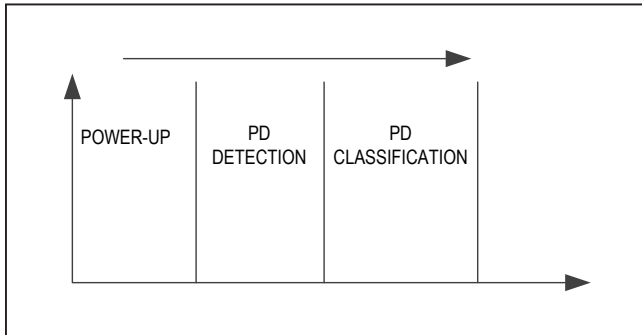 POWER-UP
PD
DETECTION
PD
CLASSIFICATION